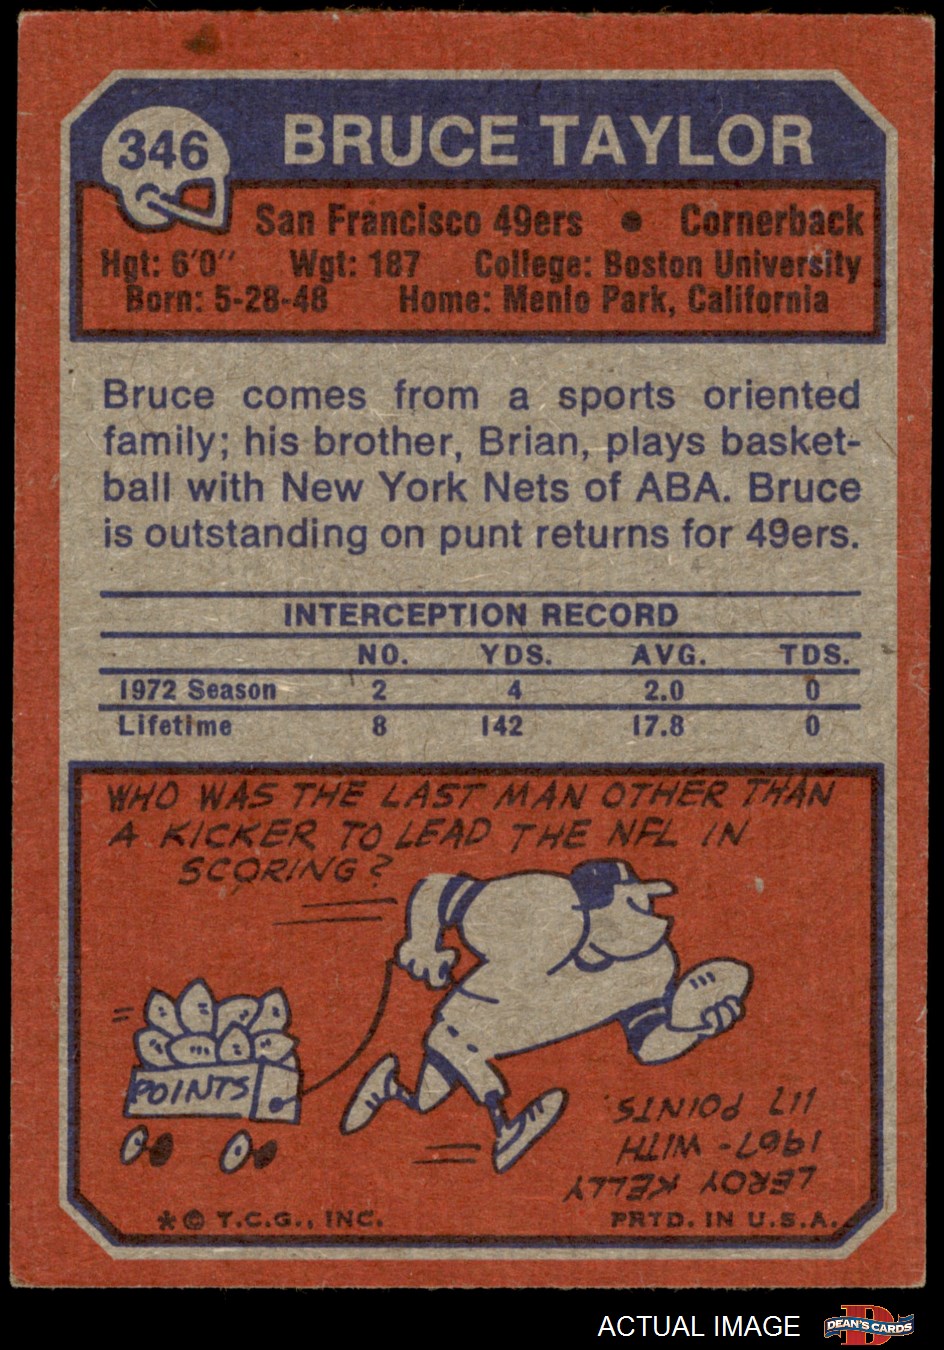 346
BRUCE TAYLOR
San Francisco 49ers • Cornerback
Hgt: 6'0" Wgt: 187 College: Boston University
Born: 5-28-48 Home: Menlo Park, California
Bruce comes from a sports oriented
family; his brother, Brian, plays basket-
ball with New York Nets of ABA. Bruce
is outstanding on punt returns for 49ers.
INTERCEPTION RECORD
NO. YDS. AVG. TDS.
1972 Season 2 4 2.0 0
Lifetime 8 142 17.8 0
WHO WAS THE LAST MAN OTHER THAN
A KICKER TO LEAD THE NFL IN
SCORING?
POINTS
LEROY KELLY
1967-WITH
117 POINTS.
*© T.C.G., INC. PRTD. IN U.S.A.
ACTUAL IMAGE
D
DEAN'S CARDS